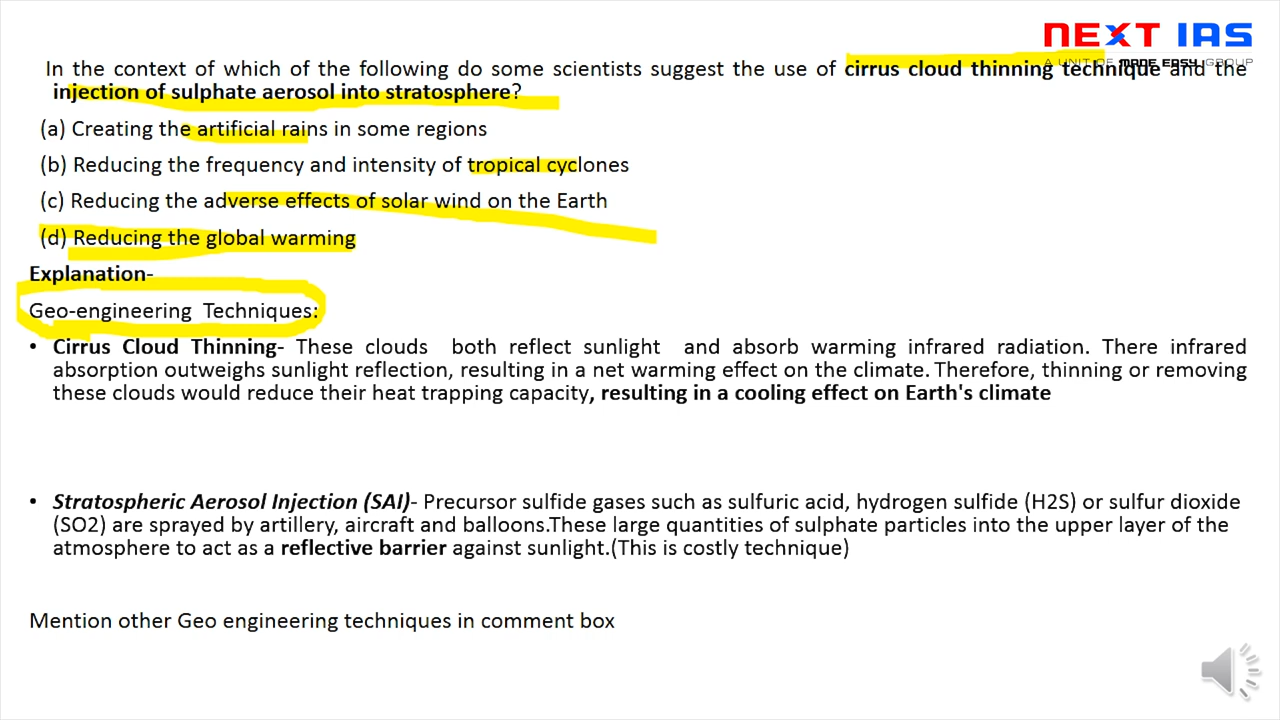 NEXT IAS
A UNIT OF MADE EASY GROUP
In the context of which of the following do some scientists suggest the use of cirrus cloud thinning technique and the
injection of sulphate aerosol into stratosphere?
(a) Creating the artificial rains in some regions
(b) Reducing the frequency and intensity of tropical cyclones
(c) Reducing the adverse effects of solar wind on the Earth
(d) Reducing the global warming
Explanation-
Geo-engineering Techniques:
• Cirrus Cloud Thinning- These clouds both reflect sunlight and absorb warming infrared radiation. There infrared
absorption outweighs sunlight reflection, resulting in a net warming effect on the climate. Therefore, thinning or removing
these clouds would reduce their heat trapping capacity, resulting in a cooling effect on Earth's climate
• Stratospheric Aerosol Injection (SAI)- Precursor sulfide gases such as sulfuric acid, hydrogen sulfide (H2S) or sulfur dioxide
(SO2) are sprayed by artillery, aircraft and balloons.These large quantities of sulphate particles into the upper layer of the
atmosphere to act as a reflective barrier against sunlight.(This is costly technique)
Mention other Geo engineering techniques in comment box